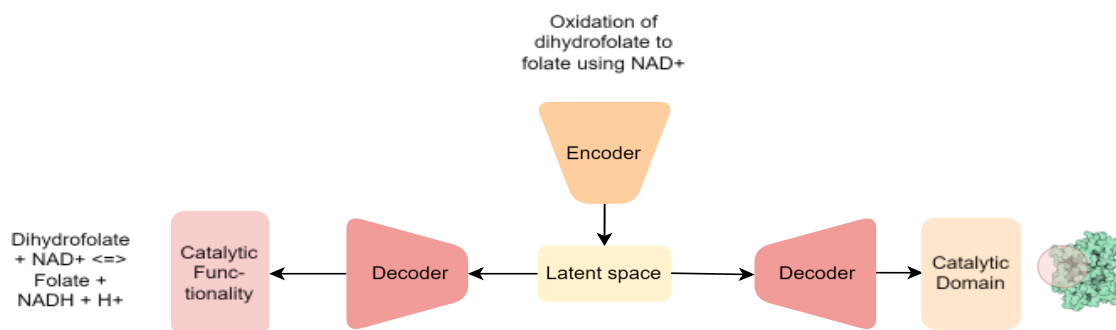 Oxidation of
dihydrofolate to
folate using NAD+
Encoder
Dihydrofolate
+ NAD+ <=>
Folate +
NADH + H+
Catalytic
Func-
tionality
Decoder
Latent space
Decoder
Catalytic
Domain